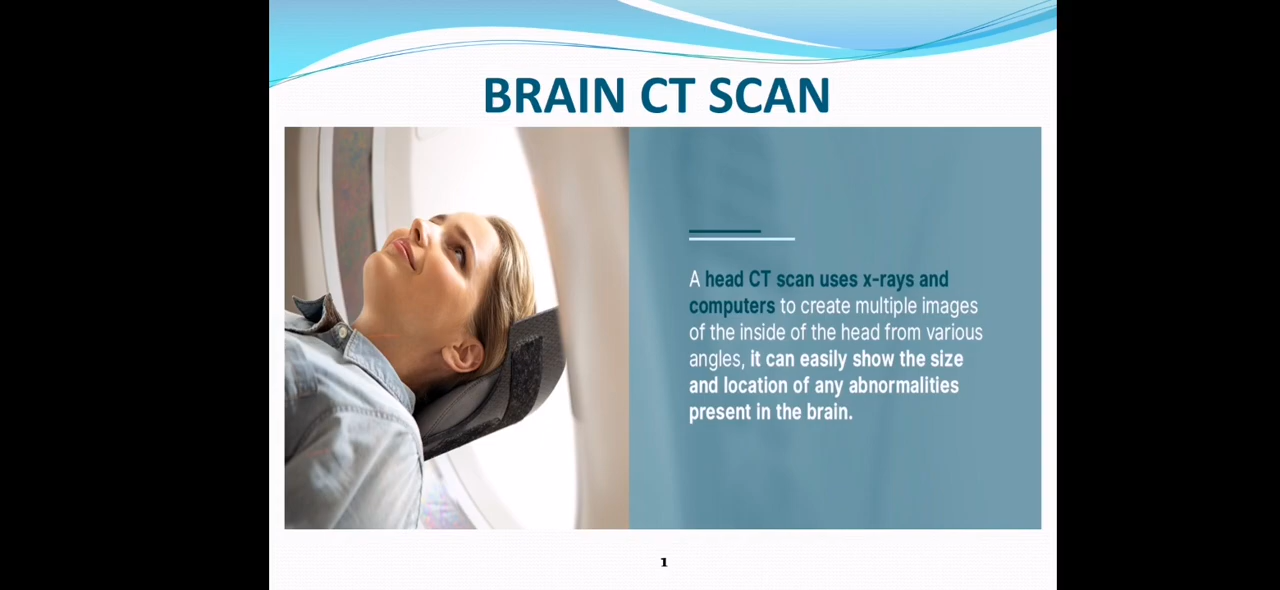 BRAIN CT SCAN
A head CT scan uses x-rays and
computers to create multiple images
of the inside of the head from various
angles, it can easily show the size
and location of any abnormalities
present in the brain.
1